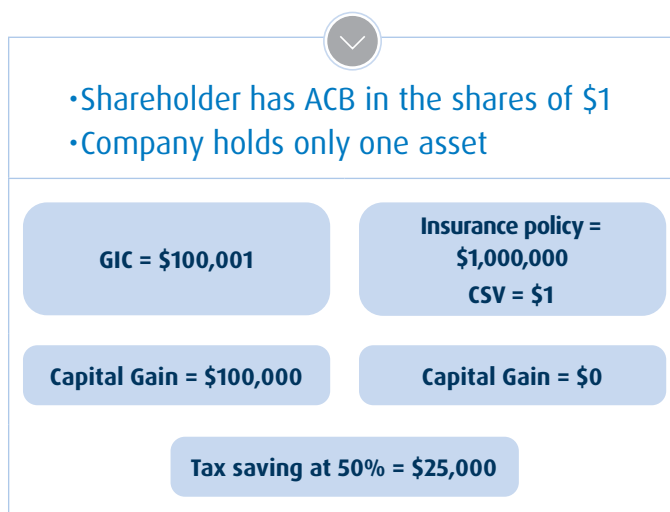 •Shareholder has ACB in the shares of $1
•Company holds only one asset
GIC = $100,001
Insurance policy =
$1,000,000
CSV = $1
Capital Gain = $100,000
Capital Gain = $0
Tax saving at 50% = $25,000